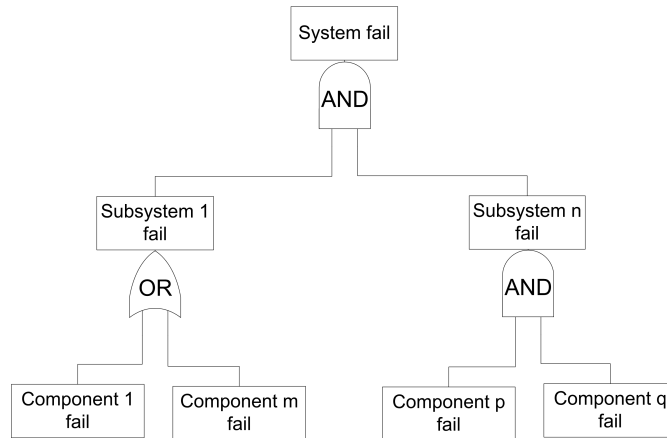 System fail
AND
Subsystem 1
fail
Subsystem n
fail
OR
AND
Component 1
fail
Component m
fail
Component p
fail
Component q
fail